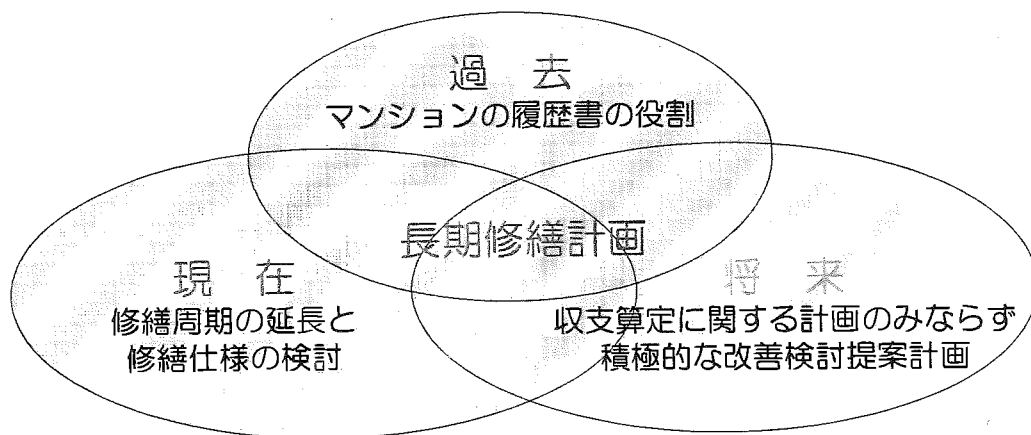 過 去
マンションの履歴書の役割
長期修繕計画
現 在
修繕周期の延長と
修繕仕様の検討
将 来
収支算定に関する計画のみならず
積極的な改善検討提案計画